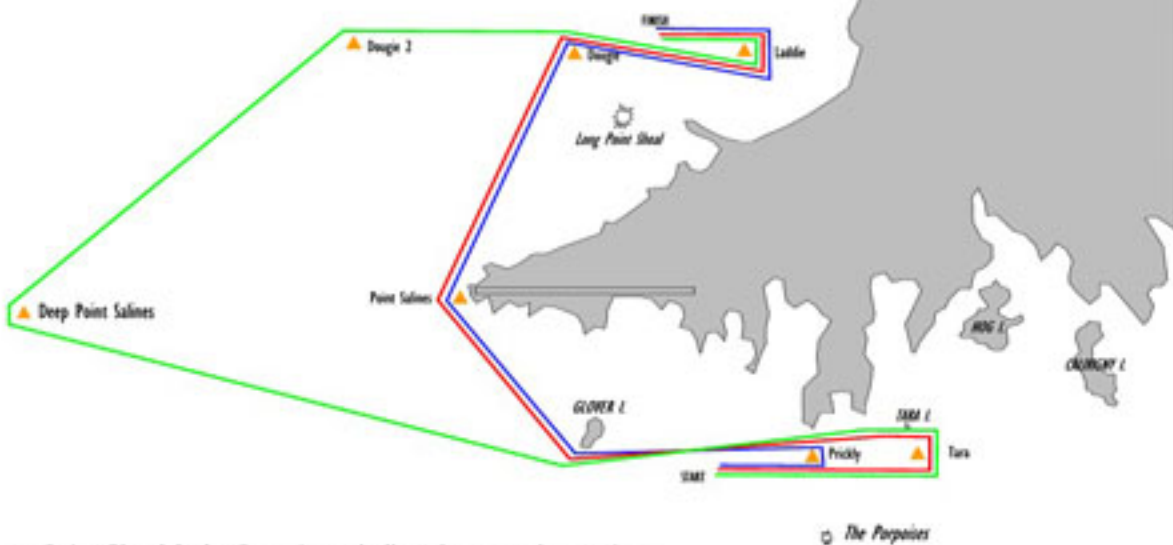 FINISH
Dougie 2
Dougie
Laddie
Long Point Shoal
Point Salines
Deep Point Salines
HOG I.
CALIVIGNY I.
GLOVER I.
TARA I.
Prickly
Tara
START
The Porpoises